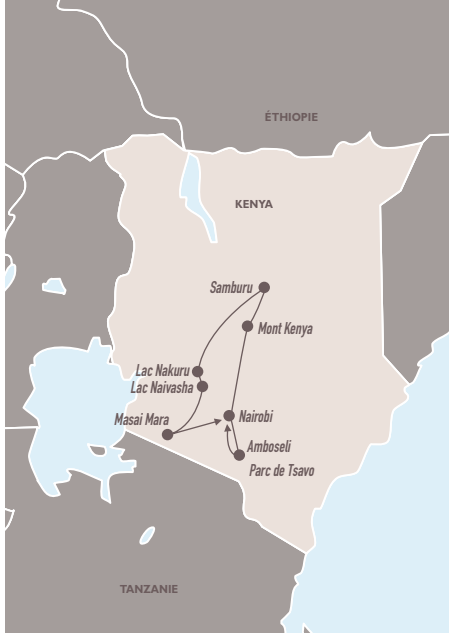 ÉTHIOPIE
KENYA
Samburu
Mont Kenya
Lac Nakuru
Lac Naivasha
Masai Mara
Nairobi
Amboseli
Parc de Tsavo
TANZANIE